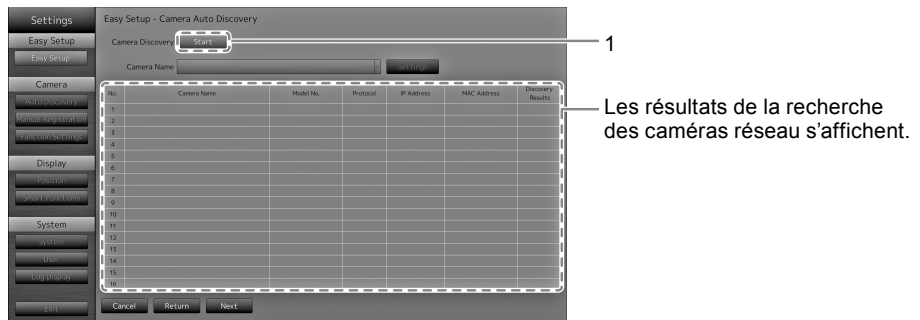 Settings
Easy Setup
Easy Setup
Camera
Auto Discovery
Manual Registration
Function Settings
Display
Position
Smart Functions
System
System
User
Log Display
Exit
Easy Setup - Camera Auto Discovery
Camera Discovery Start
Camera Name Settings
No. Camera Name Model No. Protocol IP Address MAC Address Discovery Results
1
2
3
4
5
6
7
8
9
10
11
12
13
14
15
16
Cancel Return Next
1
Les résultats de la recherche
des caméras réseau s'affichent.